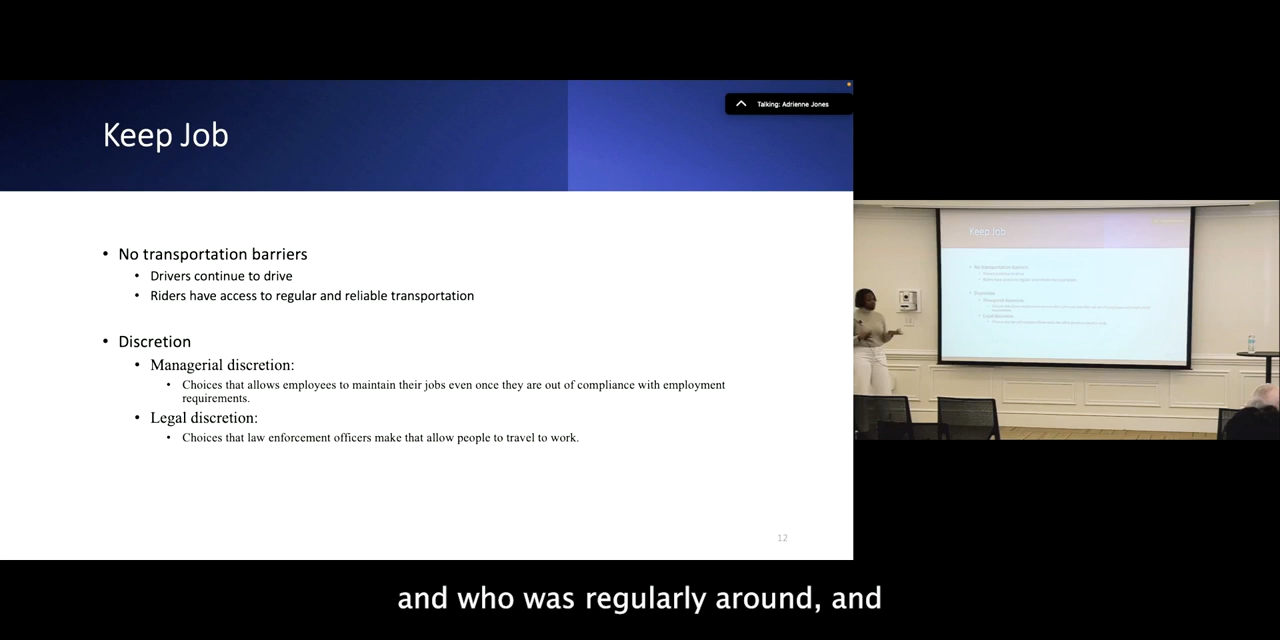 Talking: Adrienne Jones
Keep Job
• No transportation barriers
• Drivers continue to drive
• Riders have access to regular and reliable transportation
• Discretion
• Managerial discretion:
• Choices that allows employees to maintain their jobs even once they are out of compliance with employment
requirements.
• Legal discretion:
• Choices that law enforcement officers make that allow people to travel to work.
12
Keep Job
and who was regularly around, and